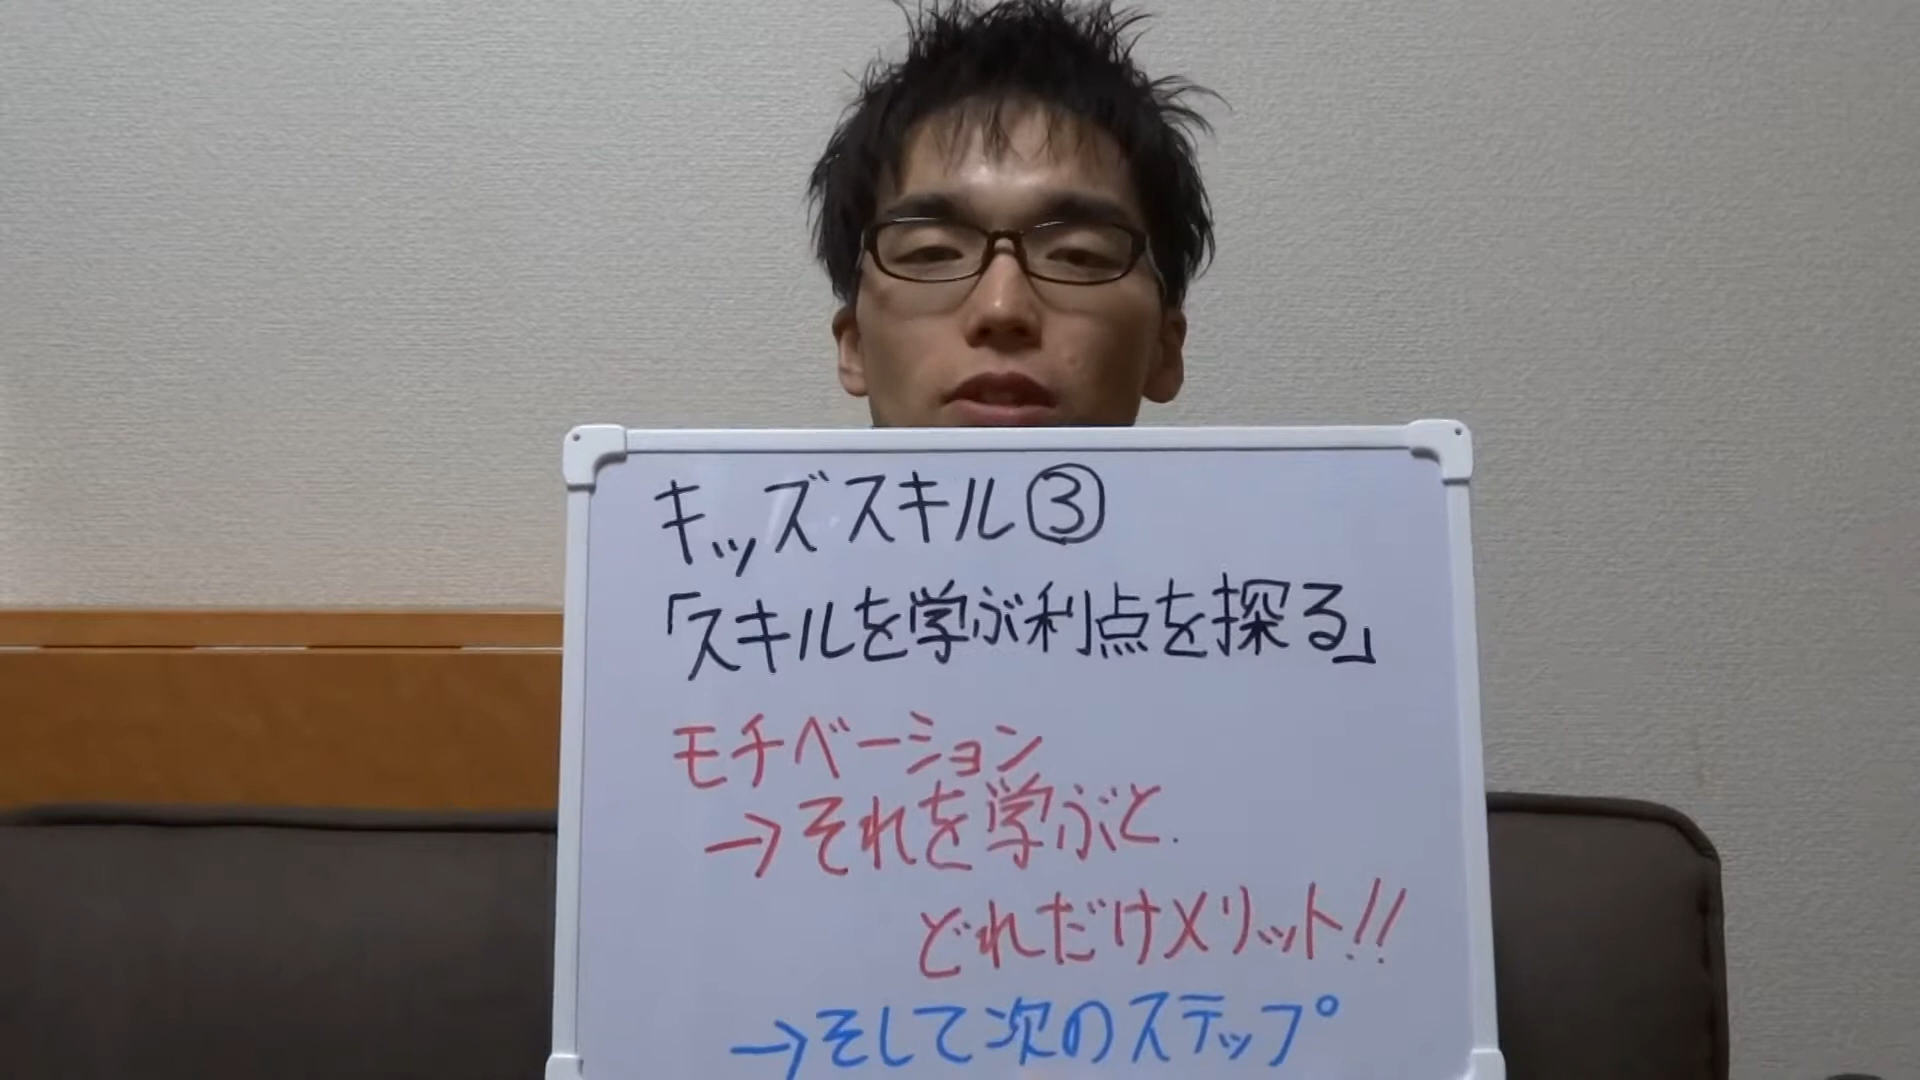 キッズスキル③
「スキルを学ぶ利点を探る」
モチベーション
→それを学ぶと
どれだけメリット!!
→そして次のステップ